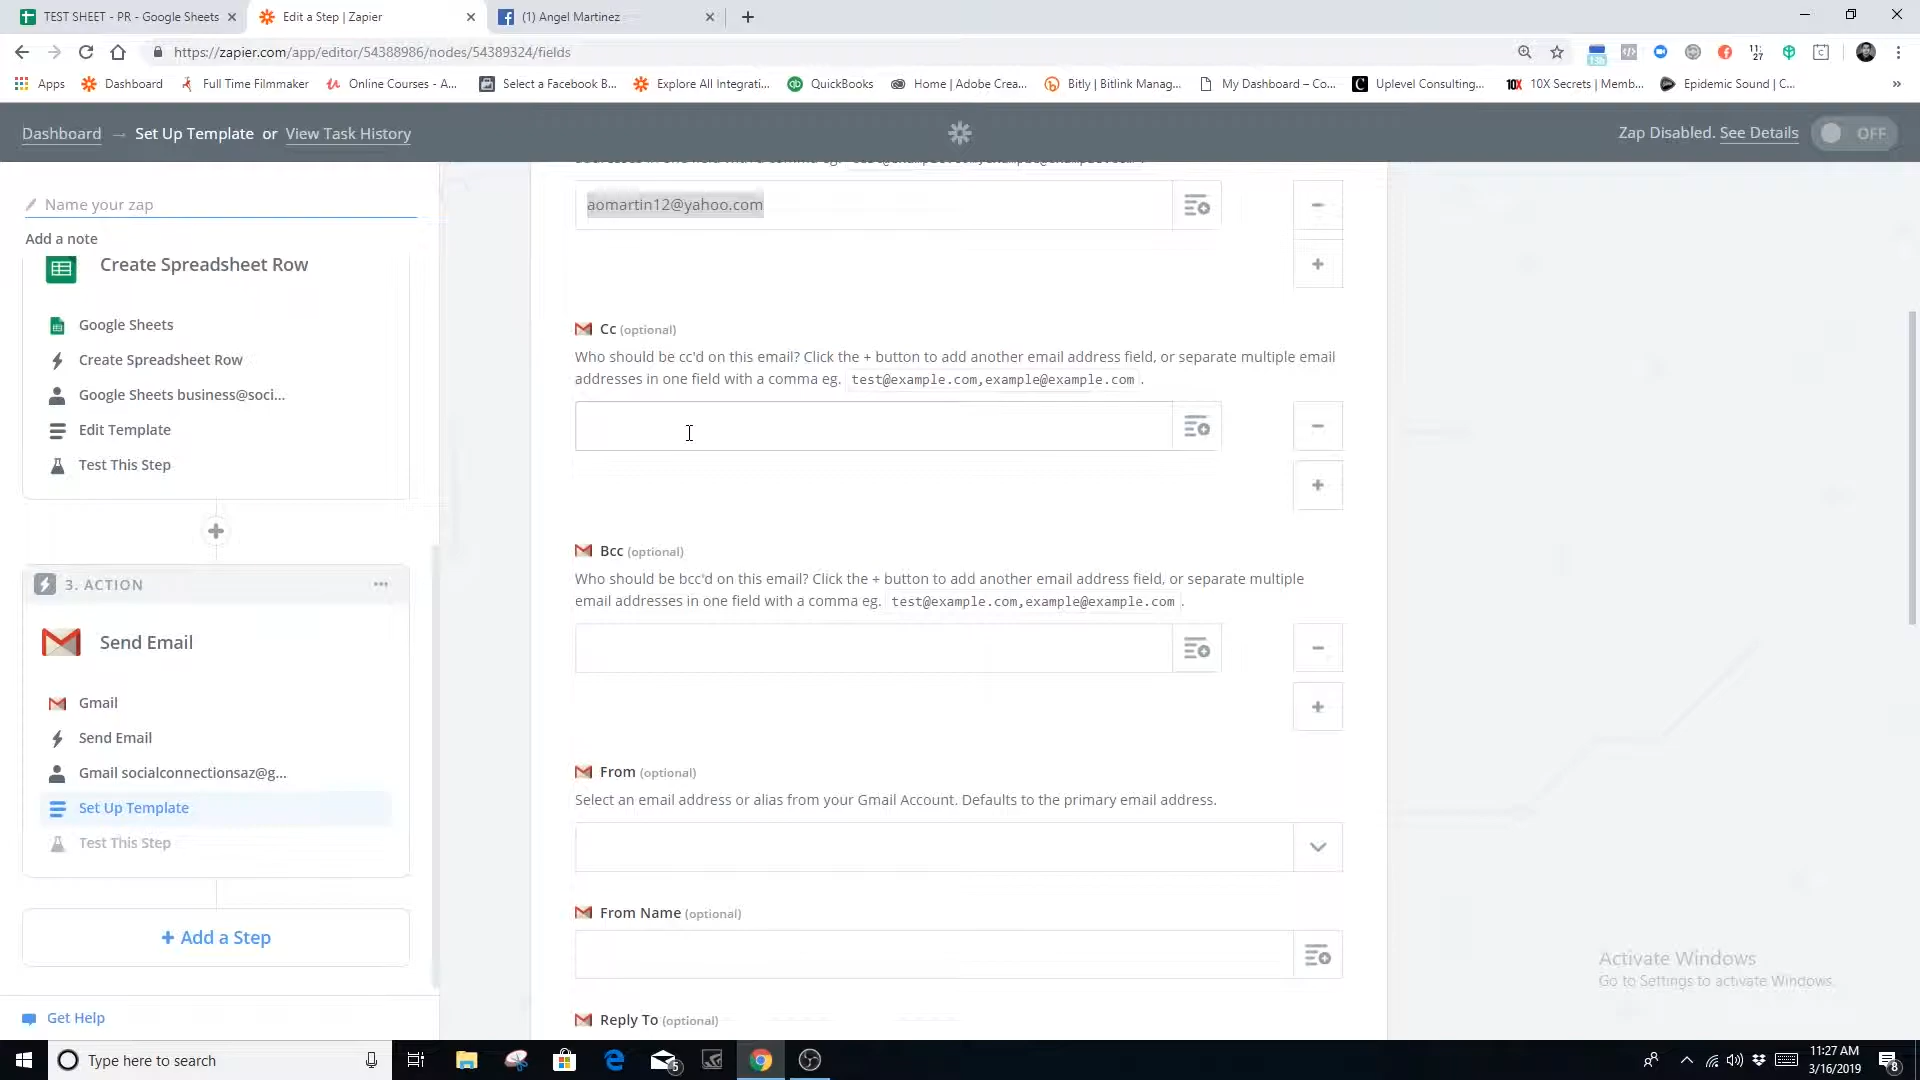 TEST SHEET - PR - Google Sheets
Edit a Step | Zapier
(1) Angel Martinez
https://zapier.com/app/editor/54388986/nodes/54389324/fields
Apps
Dashboard
Full Time Filmmaker
Online Courses - A...
Select a Facebook B...
Explore All Integrati...
QuickBooks
Home | Adobe Crea...
Bitly | Bitlink Manag...
My Dashboard – Co...
Uplevel Consulting...
10X Secrets | Memb...
Epidemic Sound | C...
Dashboard → Set Up Template or View Task History
Zap Disabled. See Details
OFF
Name your zap
Add a note
Create Spreadsheet Row
Google Sheets
Create Spreadsheet Row
Google Sheets business@soci...
Edit Template
Test This Step
3. ACTION
Send Email
Gmail
Send Email
Gmail socialconnectionsaz@g...
Set Up Template
Test This Step
+ Add a Step
Get Help
aomartin12@yahoo.com
Cc (optional)
Who should be cc'd on this email? Click the + button to add another email address field, or separate multiple email
addresses in one field with a comma eg. test@example.com,example@example.com .
Bcc (optional)
Who should be bcc'd on this email? Click the + button to add another email address field, or separate multiple
email addresses in one field with a comma eg. test@example.com,example@example.com .
From (optional)
Select an email address or alias from your Gmail Account. Defaults to the primary email address.
From Name (optional)
Reply To (optional)
Activate Windows
Go to Settings to activate Windows.
Type here to search
5
11:27 AM
3/16/2019
8